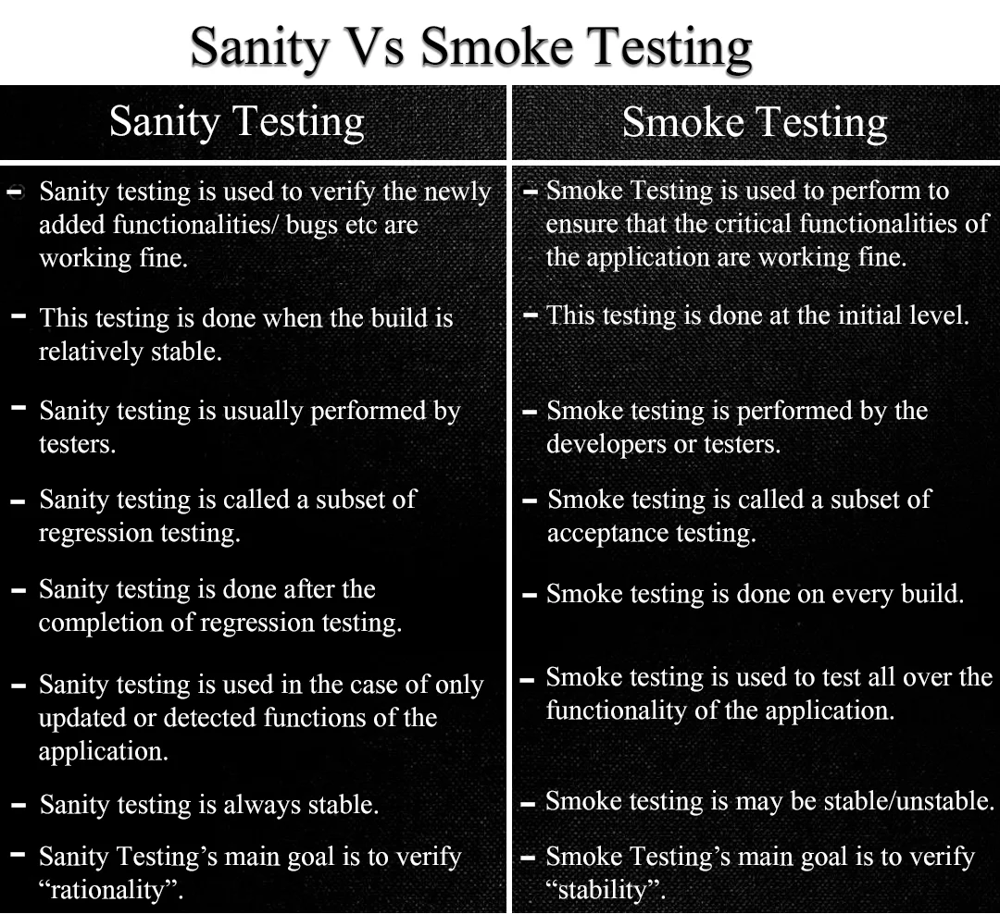 Sanity Vs Smoke Testing
Sanity Testing
- Sanity testing is used to verify the newly
added functionalities/ bugs etc are
working fine.
- This testing is done when the build is
relatively stable.
- Sanity testing is usually performed by
testers.
- Sanity testing is called a subset of
regression testing.
- Sanity testing is done after the
completion of regression testing.
- Sanity testing is used in the case of only
updated or detected functions of the
application.
- Sanity testing is always stable.
- Sanity Testing’s main goal is to verify
“rationality”.
Smoke Testing
- Smoke Testing is used to perform to
ensure that the critical functionalities of
the application are working fine.
- This testing is done at the initial level.
- Smoke testing is performed by the
developers or testers.
- Smoke testing is called a subset of
acceptance testing.
- Smoke testing is done on every build.
- Smoke testing is used to test all over the
functionality of the application.
- Smoke testing is may be stable/unstable.
- Smoke Testing’s main goal is to verify
“stability”.